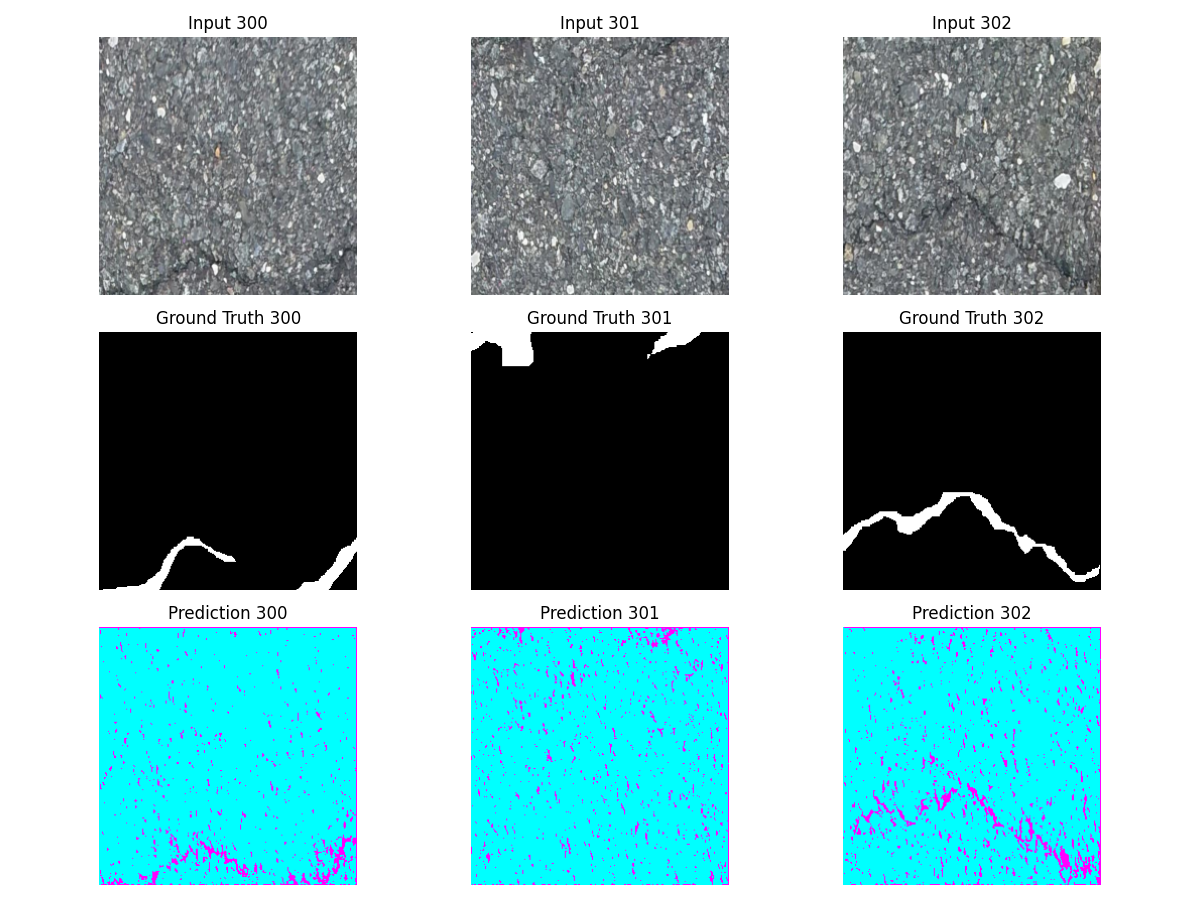 Input 300
Input 301
Input 302
Ground Truth 300
Ground Truth 301
Ground Truth 302
Prediction 300
Prediction 301
Prediction 302